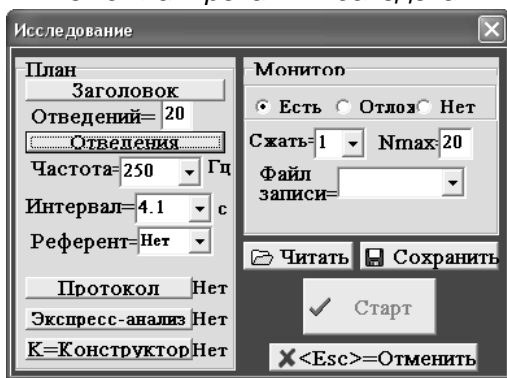 Исследование
План
Заголовок
Отведений= 20
Отведения
Частота=250 Гц
Интервал=4.1 с
Референт=Нет
Протокол Нет
Экспресс-анализ Нет
К=Конструктор Нет
Монитор
Есть Отлоз Нет
Сжать=1 Nmax=20
Файл
записи=
Читать Сохранить
Старт
<Esc>=Отменить